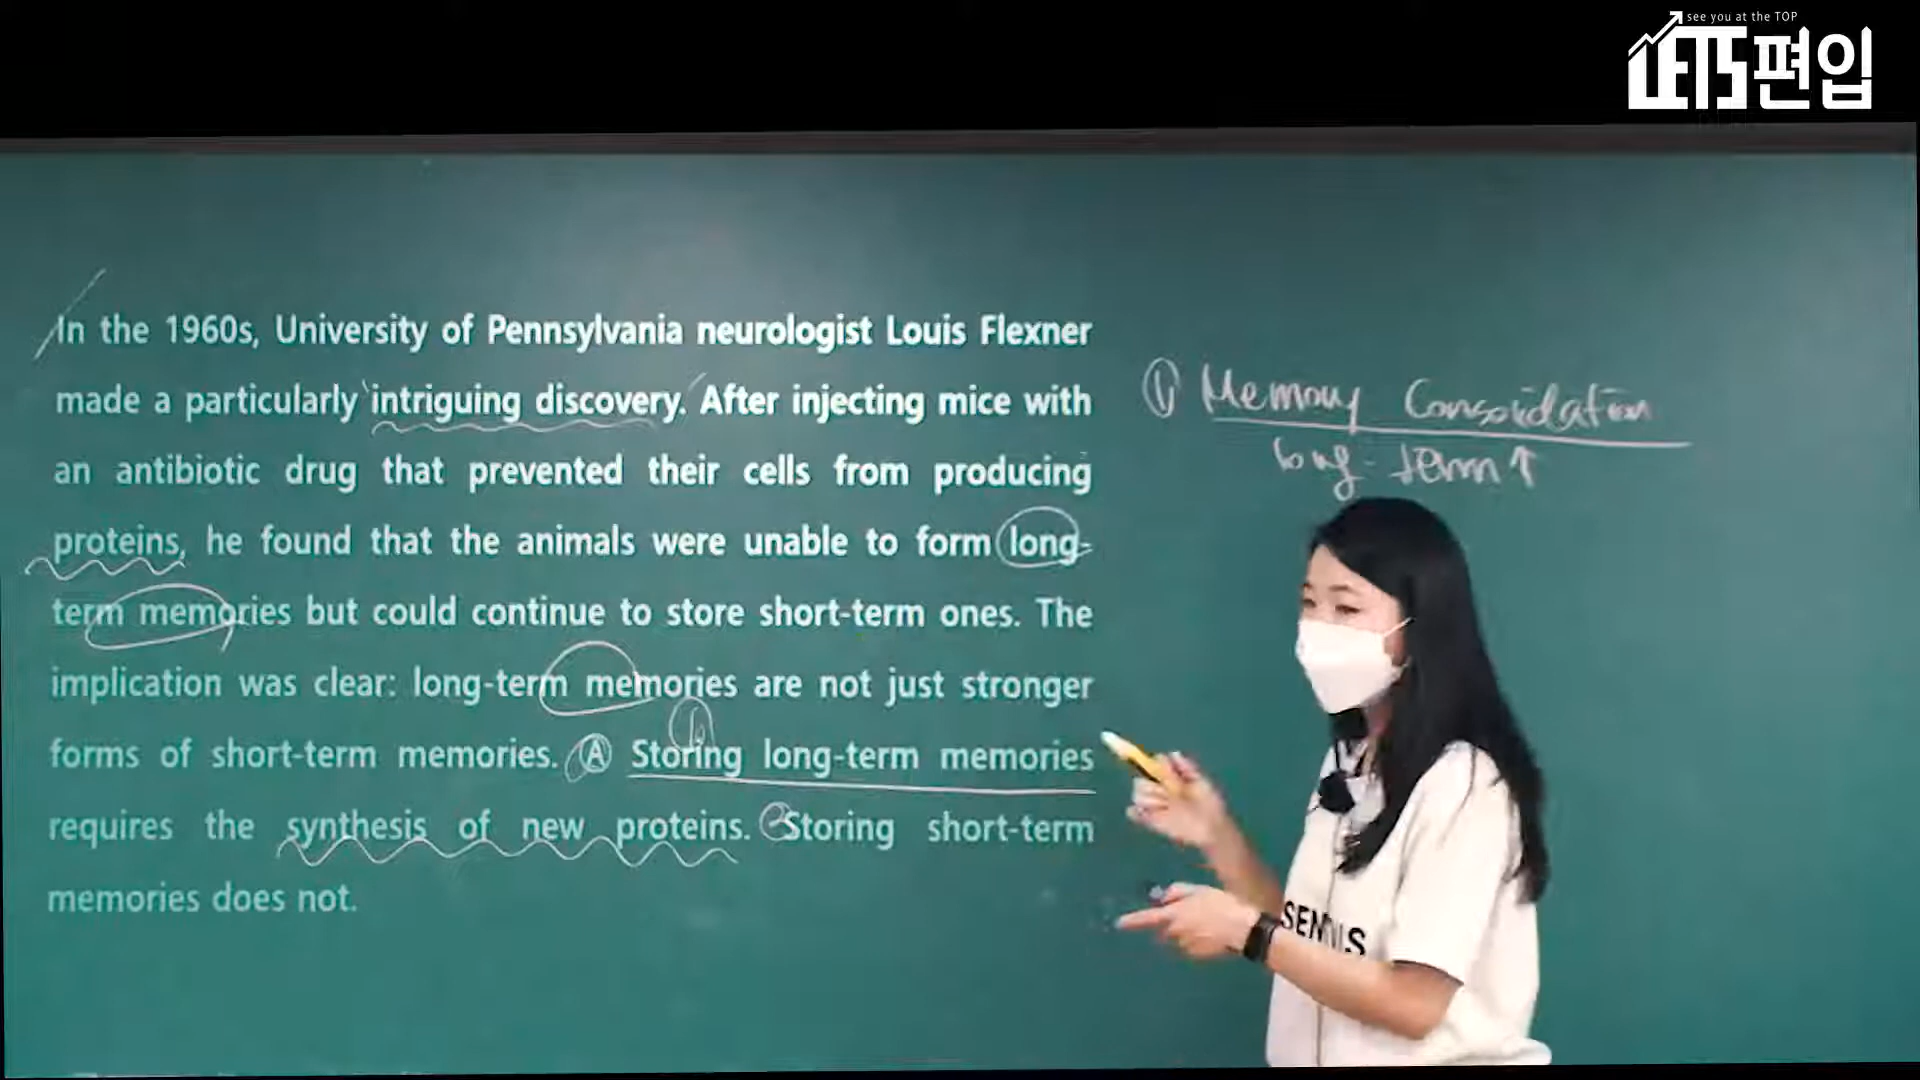 see you at the TOP
LETS편입
In the 1960s, University of Pennsylvania neurologist Louis Flexner
made a particularly intriguing discovery. After injecting mice with
an antibiotic drug that prevented their cells from producing
proteins, he found that the animals were unable to form long-
term memories but could continue to store short-term ones. The
implication was clear: long-term memories are not just stronger
forms of short-term memories. Ⓐ Storing long-term memories
requires the synthesis of new proteins. Storing short-term
memories does not.
① Memory Consoidation
long-term↑